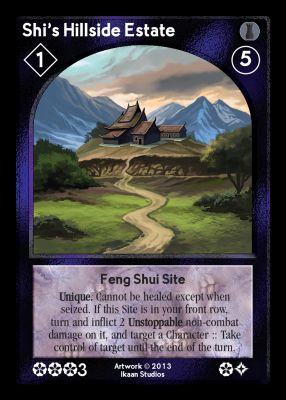 Shi's Hillside Estate
1
5
Feng Shui Site
Unique. Cannot be healed except when
seized. If this Site is in your front row,
turn and inflict 2 Unstoppable non-combat
damage on it, and target a Character :: Take
control of target until the end of the turn.
3
Artwork © 2013
Ikaan Studios